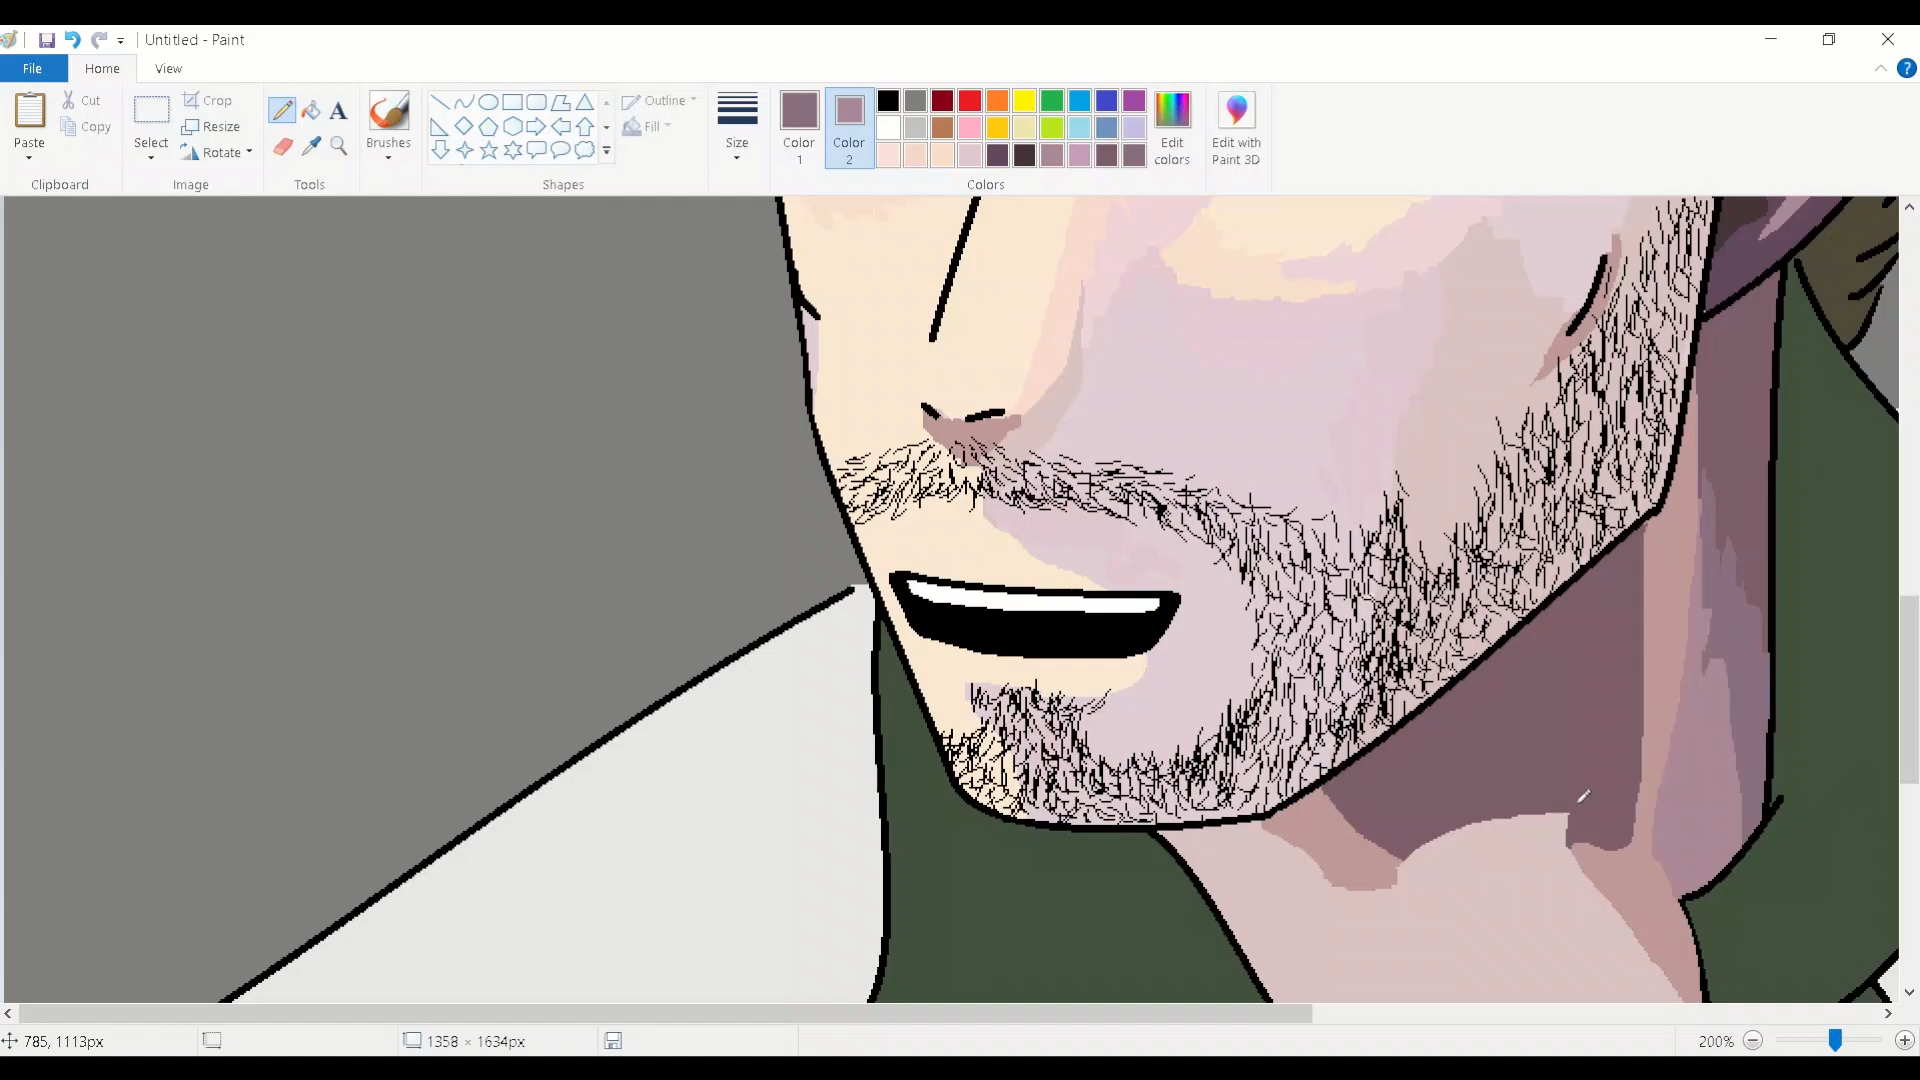 Untitled - Paint
File Home View
Cut
Copy
Paste
Clipboard
Crop
Resize
Rotate
Select
Image
A
Tools
Brushes
Outline
Fill
Shapes
Size
Color 1
Color 2
Edit colors
Edit with Paint 3D
Colors
?
785, 1113px
1358 × 1634px
200%